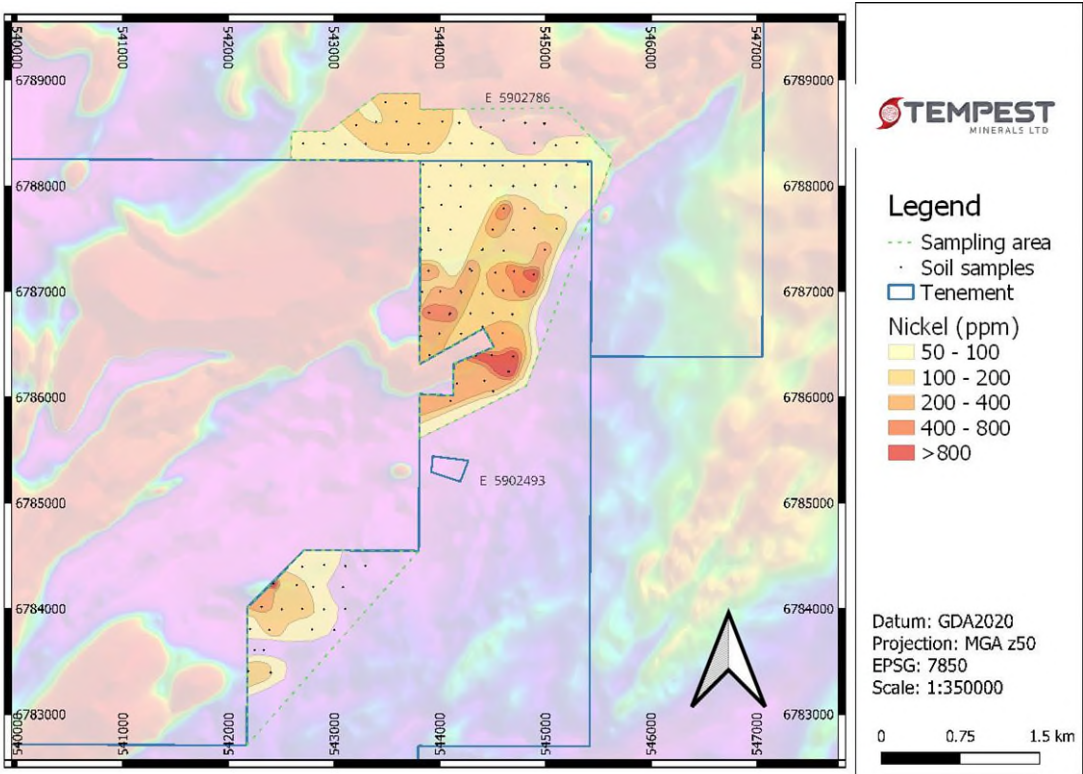 540000 541000 542000 543000 544000 545000 546000 547000
6789000 6789000
E 5902786
6788000 6788000
6787000 6787000
6786000 6786000
E 5902493
6785000 6785000
6784000 6784000
6783000 6783000
540000 541000 542000 543000 544000 545000 546000 547000
TEMPEST
MINERALS LTD
Legend
Sampling area
Soil samples
Tenement
Nickel (ppm)
50 - 100
100 - 200
200 - 400
400 - 800
>800
Datum: GDA2020
Projection: MGA z50
EPSG: 7850
Scale: 1:350000
0 0.75 1.5 km